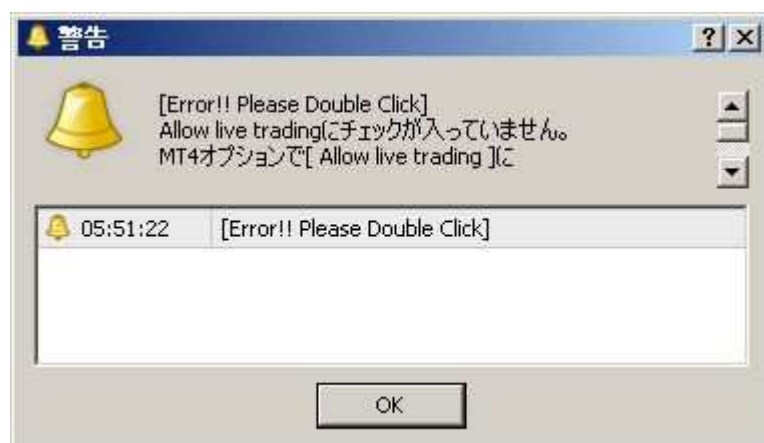 警告
[Error!! Please Double Click]
Allow live tradingにチェックが入っていません。
MT4オプションで[ Allow live trading ]に
05:51:22 [Error!! Please Double Click]
OK